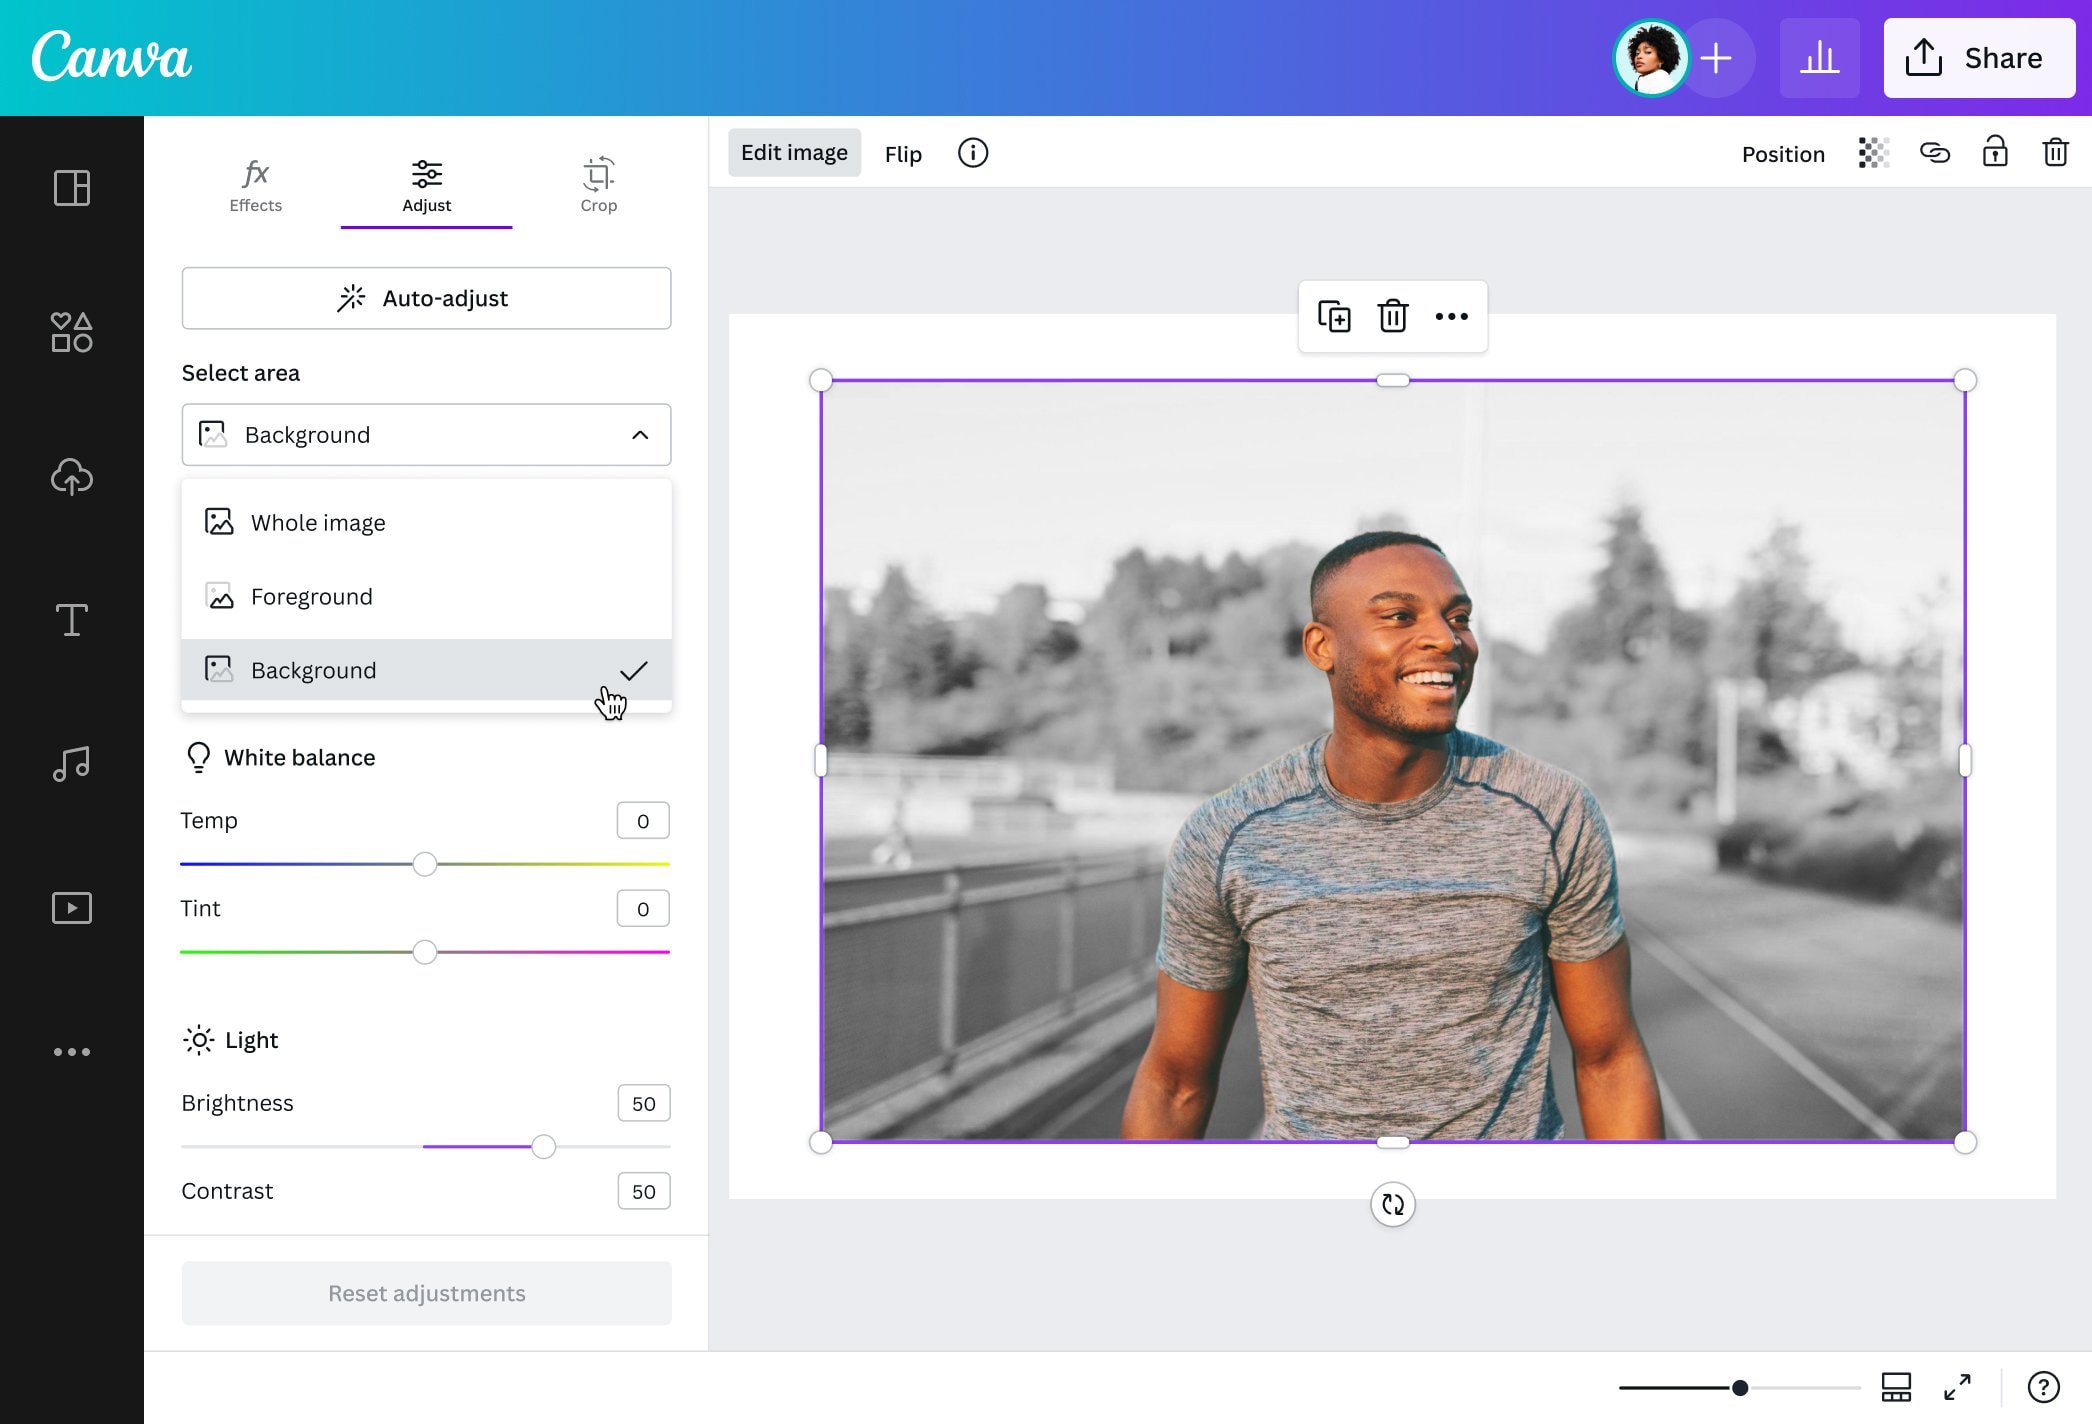 Canva
Share
Effects
Adjust
Crop
Edit image
Flip
Position
Auto-adjust
Select area
Background
Whole image
Foreground
Background
White balance
Temp
0
Tint
0
Light
Brightness
50
Contrast
50
Reset adjustments